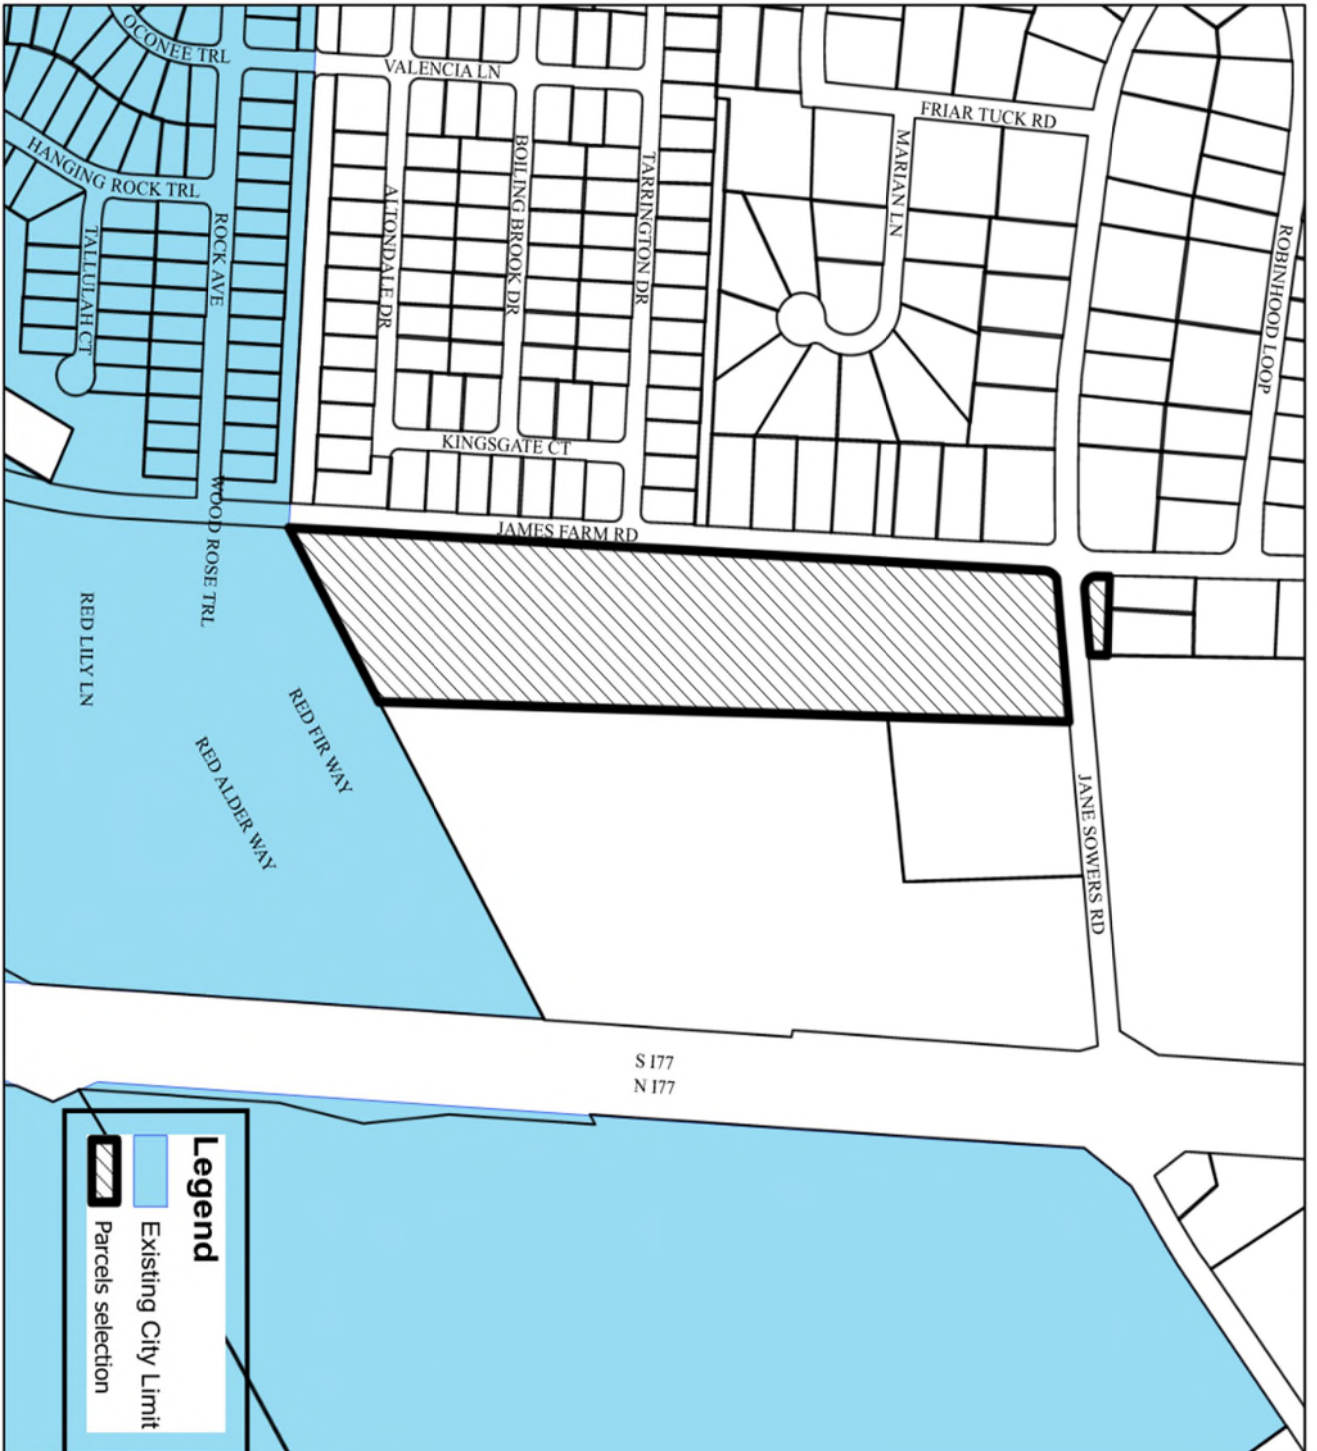 OCONEE TRL
VALENCIA LN
FRIAR TUCK RD
HANGING ROCK TRL
ROCK AVE
TALLULAH CT
ALTONDALE DR
BOILING BROOK DR
TARRINGTON DR
MARIAN LN
ROBINHOOD LOOP
KINGSGATE CT
JAMES FARM RD
WOOD ROSE TRL
RED LILY LN
RED FIR WAY
RED ALDER WAY
JANE SOWERS RD
S I77
N I77
Legend
Existing City Limit
Parcels selection